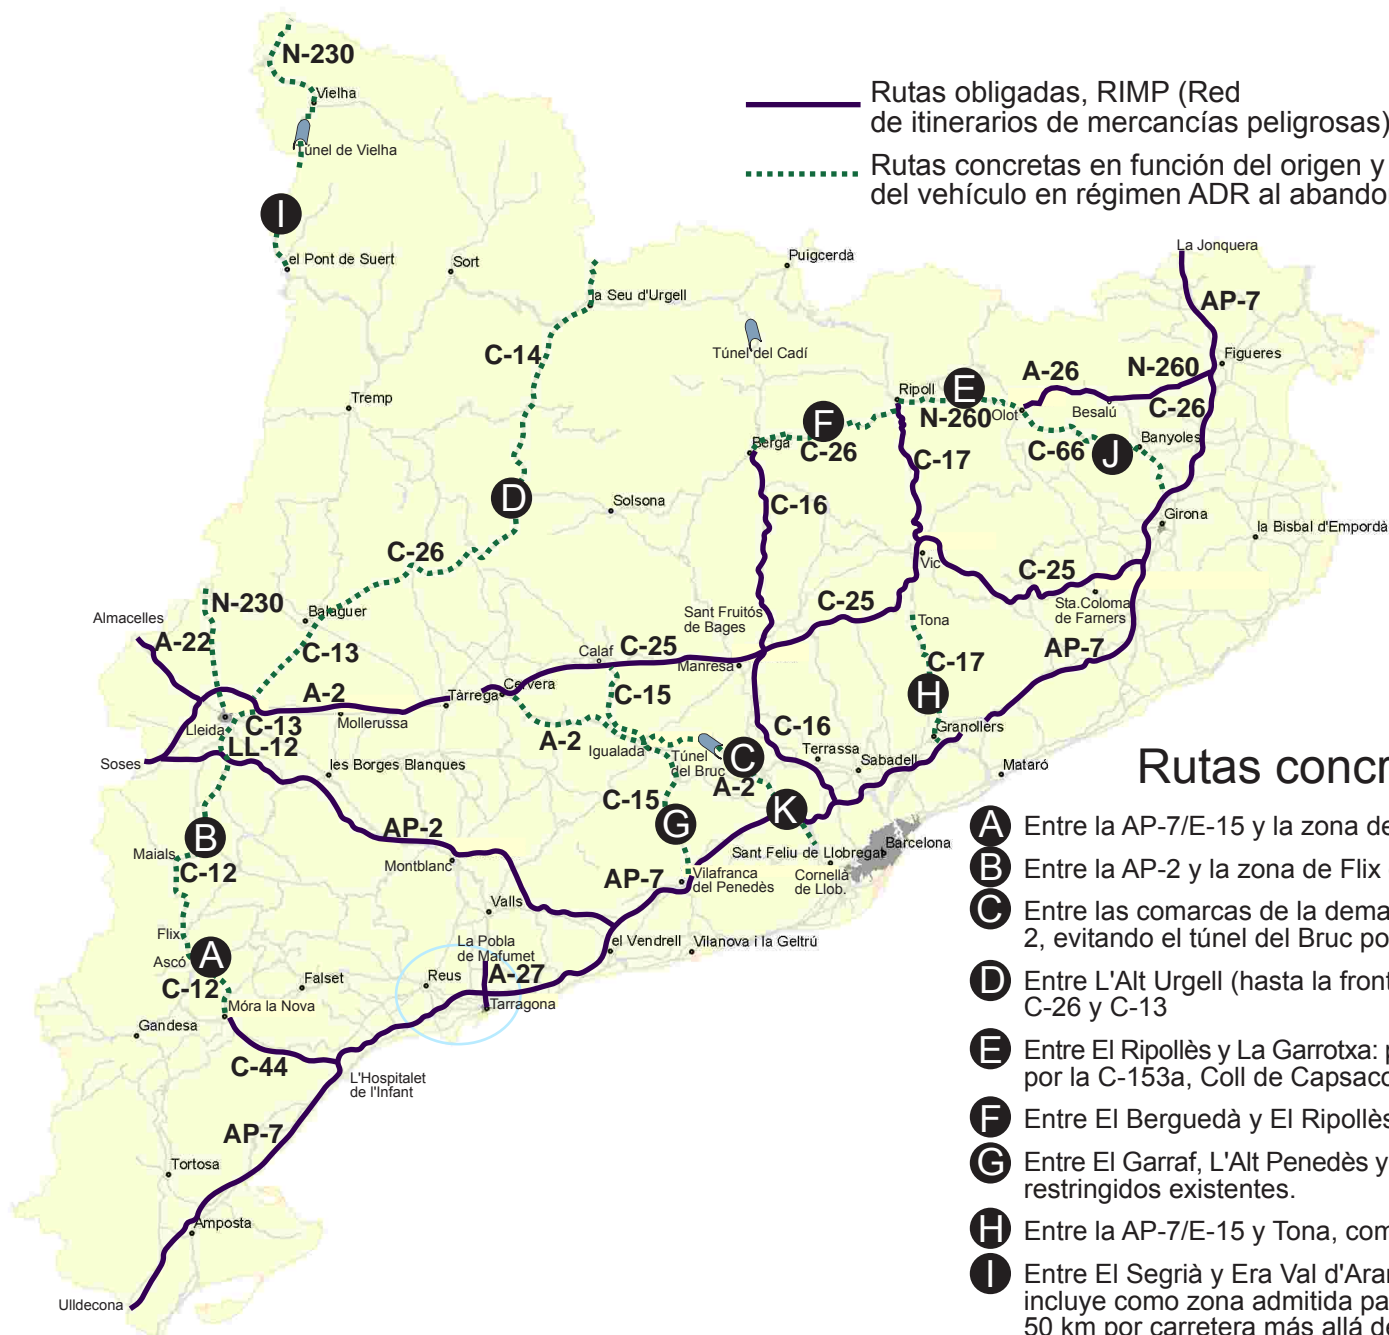 N-230
Vielha
Túnel de Vielha
I
el Pont de Suert
Sort
Puigcerdà
la Seu d'Urgell
C-14
Túnel del Cadí
Tremp
Rutas obligadas, RIMP (Red
de itinerarios de mercancías peligrosas)
Rutas concretas en función del origen y
del vehículo en régimen ADR al abando
La Jonquera
AP-7
Figueres
A-26
N-260
Ripoll
E
N-260
Olot
Besalú
C-26
Banyoles
F
Berga
C-26
C-17
C-66
J
D
Solsona
C-16
Girona
la Bisbal d'Empordà
C-26
Vic
C-25
N-230
Balaguer
Almacelles
A-22
C-13
Sant Fruitós
de Bages
C-25
Tona
Sta.Coloma
de Farners
AP-7
Calaf
C-25
Manresa
C-17
A-2
Tàrrega
Cervera
C-15
H
Mollerussa
Lleida
C-13
LL-12
A-2
Igualada
Túnel
del Bruc
C
A-2
C-16
Terrassa
Sabadell
Granollers
Mataró
Soses
les Borges Blanques
C-15
G
K
B
Maials
C-12
AP-2
Montblanc
AP-7
Vilafranca
del Penedès
Sant Feliu de Llobregat
Cornellà
de Llob.
Barcelona
Valls
Flix
Ascó
A
C-12
La Pobla
de Mafumet
el Vendrell
Vilanova i la Geltrú
Falset
Reus
A-27
Tarragona
Móra la Nova
Gandesa
C-44
L'Hospitalet
de l'Infant
AP-7
Tortosa
Amposta
Ulldecona
Rutas concr
A Entre la AP-7/E-15 y la zona de
B Entre la AP-2 y la zona de Flix
C Entre las comarcas de la dema
2, evitando el túnel del Bruc po
D Entre L'Alt Urgell (hasta la front
C-26 y C-13
E Entre El Ripollès y La Garrotxa: p
por la C-153a, Coll de Capsaco
F Entre El Berguedà y El Ripollès
G Entre El Garraf, L'Alt Penedès y
restringidos existentes.
H Entre la AP-7/E-15 y Tona, com
I Entre El Segrià y Era Val d'Aran
incluye como zona admitida pa
50 km por carretera más allá de